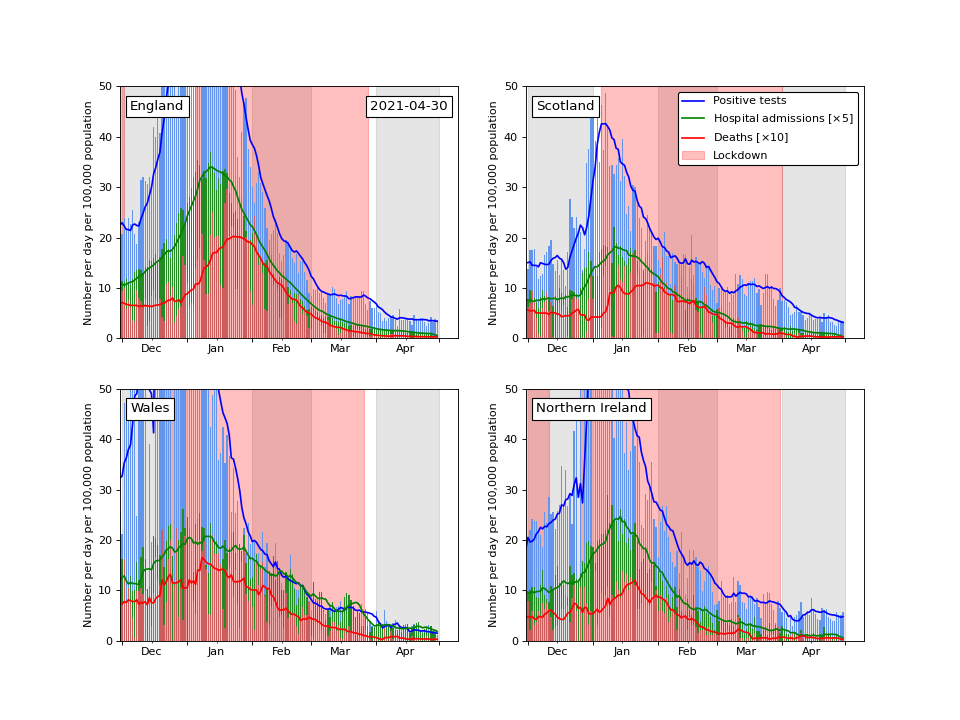 Number per day per 100,000 population
50
40
30
20
10
0
England
2021-04-30
Dec Jan Feb Mar Apr
Number per day per 100,000 population
50
40
30
20
10
0
Scotland
Positive tests
Hospital admissions [×5]
Deaths [×10]
Lockdown
Dec Jan Feb Mar Apr
Number per day per 100,000 population
50
40
30
20
10
0
Wales
Dec Jan Feb Mar Apr
Number per day per 100,000 population
50
40
30
20
10
0
Northern Ireland
Dec Jan Feb Mar Apr